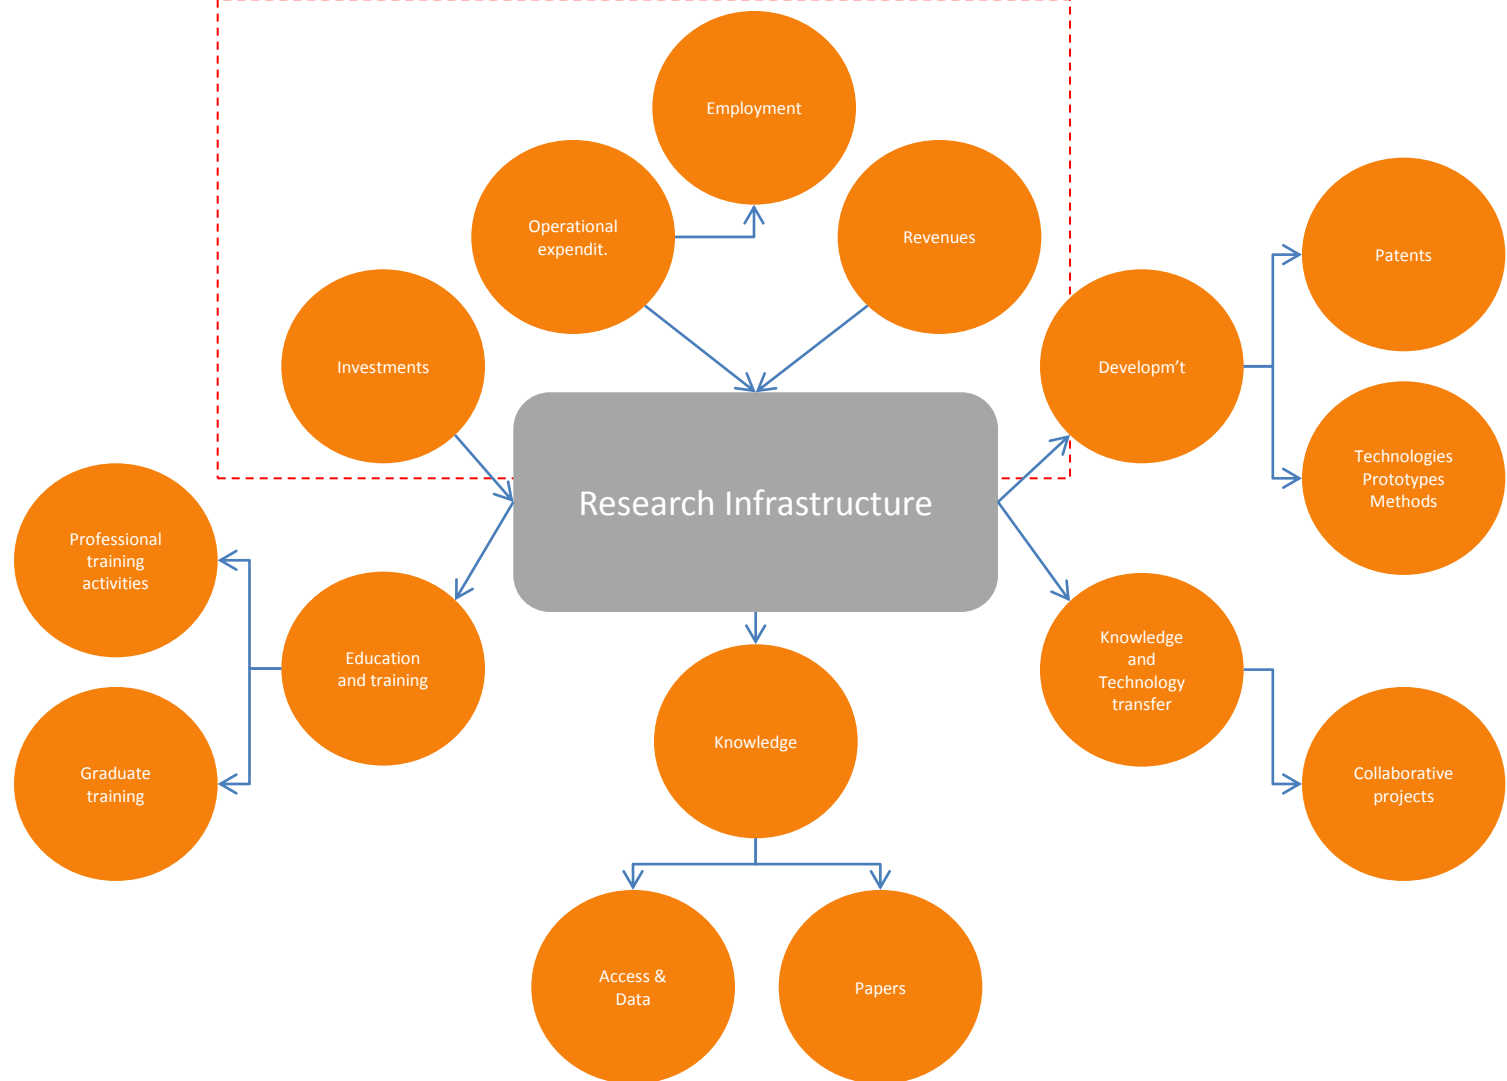 Employment
Operational
expendit.
Revenues
Patents
Investments
Developm’t
Technologies
Prototypes
Methods
Research Infrastructure
Professional
training
activities
Education
and training
Knowledge
and
Technology
transfer
Knowledge
Graduate
training
Collaborative
projects
Access &
Data
Papers